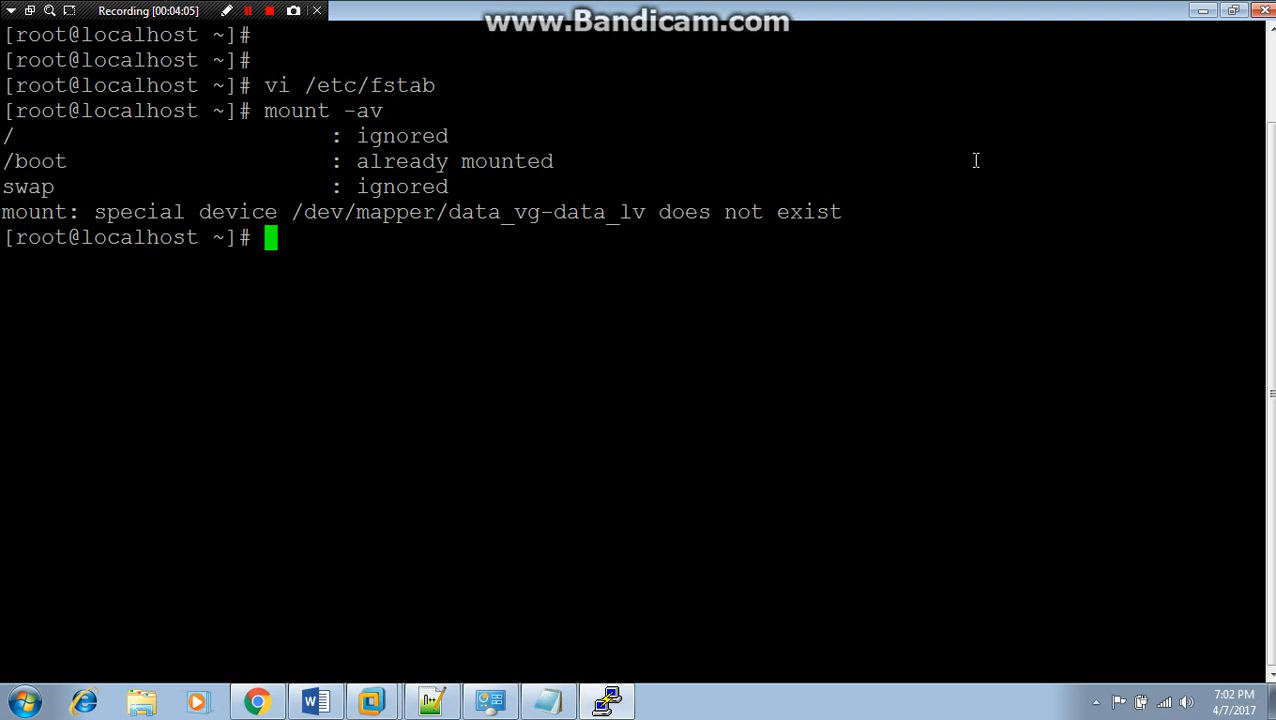 Recording [00:04:05]
www.Bandicam.com
[root@localhost ~]#
[root@localhost ~]#
[root@localhost ~]# vi /etc/fstab
[root@localhost ~]# mount -av
/ : ignored
/boot : already mounted
swap : ignored
mount: special device /dev/mapper/data_vg-data_lv does not exist
[root@localhost ~]#
7:02 PM
4/7/2017